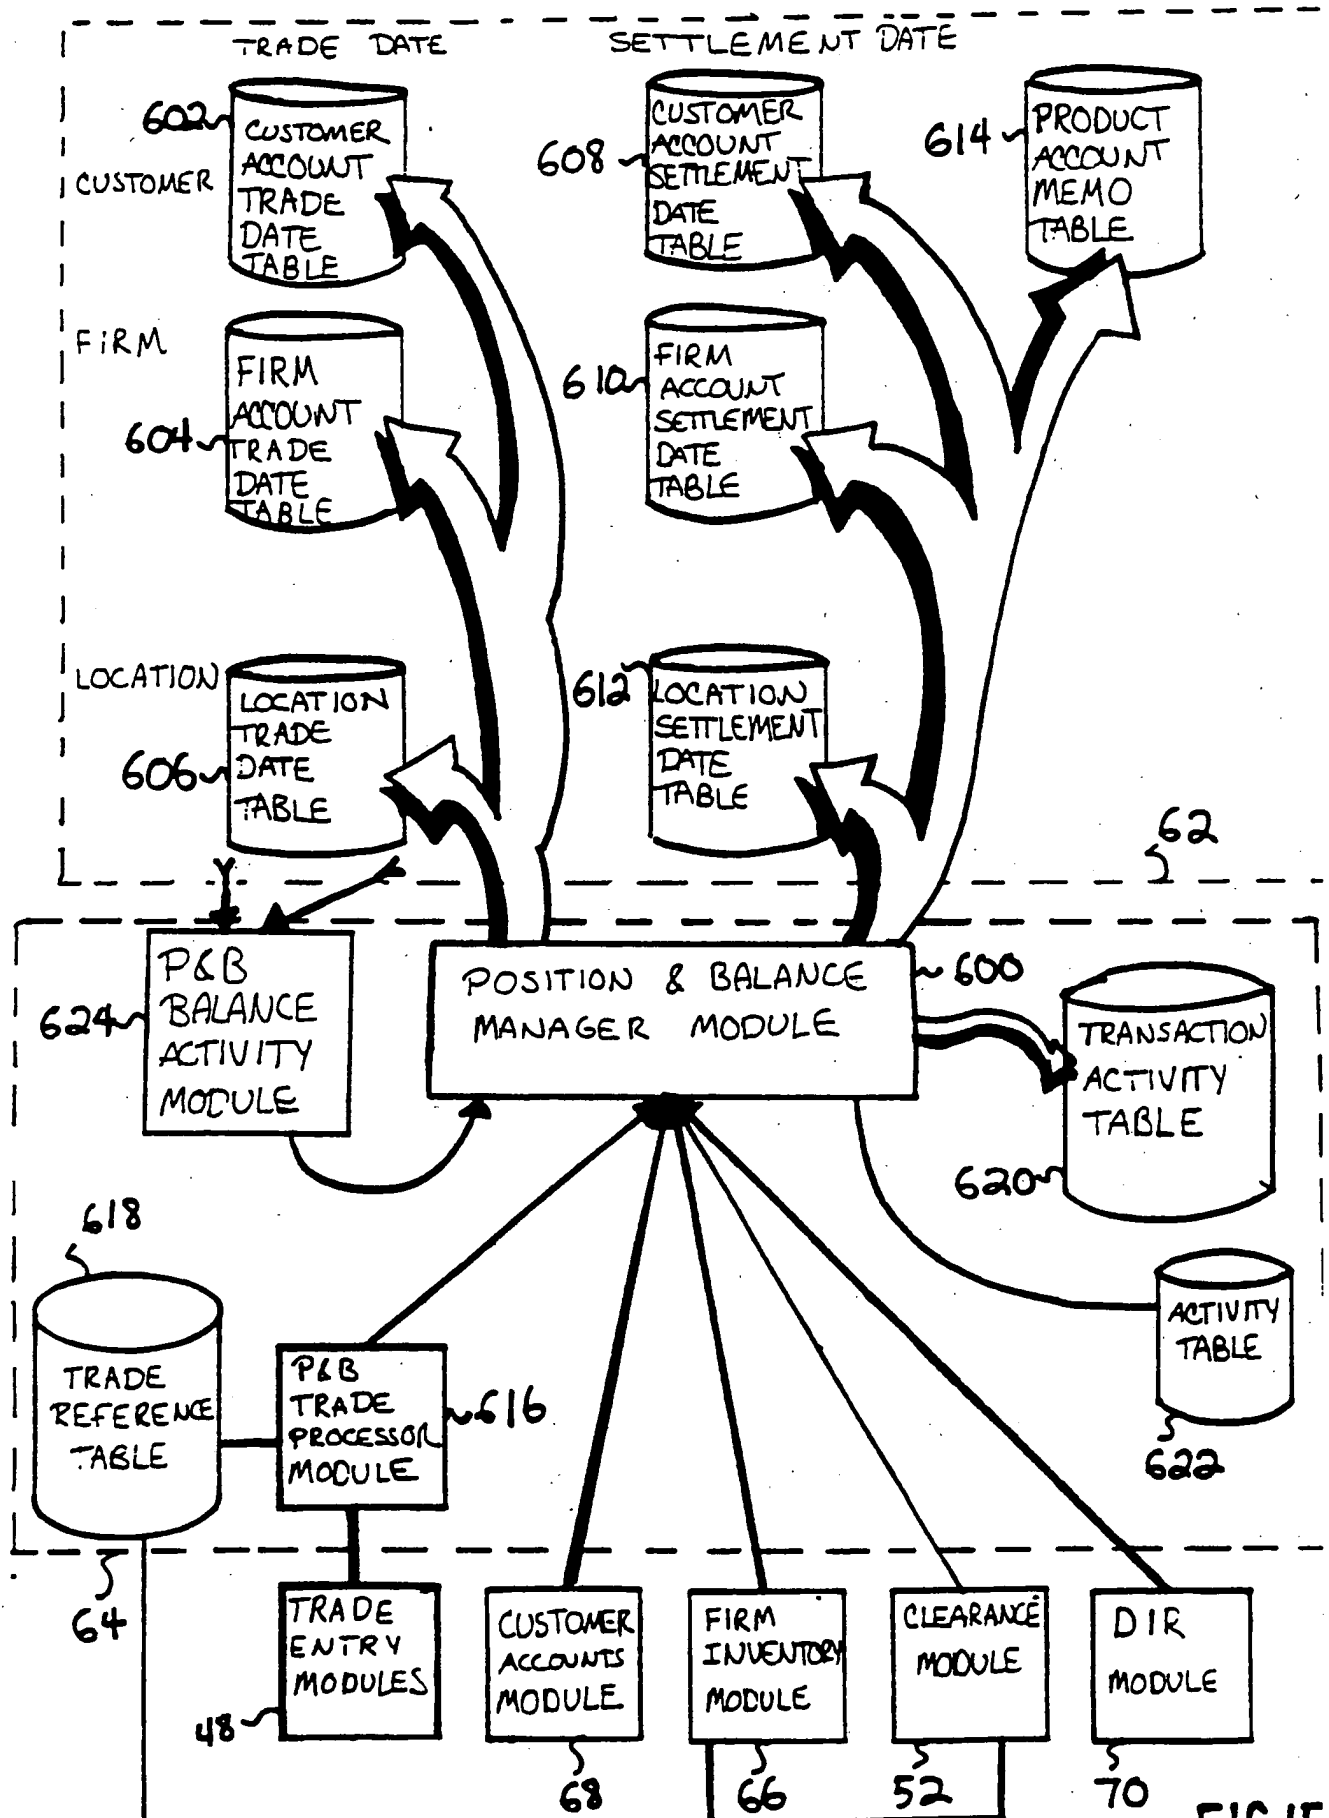 TRADE DATE
SETTLEMENT DATE
602
CUSTOMER
ACCOUNT
TRADE
DATE
TABLE
608
CUSTOMER
ACCOUNT
SETTLEMENT
DATE
TABLE
614
PRODUCT
ACCOUNT
MEMO
TABLE
CUSTOMER
FIRM
604
FIRM
ACCOUNT
TRADE
DATE
TABLE
610
FIRM
ACCOUNT
SETTLEMENT
DATE
TABLE
LOCATION
606
LOCATION
TRADE
DATE
TABLE
612
LOCATION
SETTLEMENT
DATE
TABLE
62
624
P&B
BALANCE
ACTIVITY
MODULE
POSITION & BALANCE
MANAGER MODULE
600
TRANSACTION
ACTIVITY
TABLE
620
618
TRADE
REFERENCE
TABLE
P&B
TRADE
PROCESSOR
MODULE
616
ACTIVITY
TABLE
622
64
TRADE
ENTRY
MODULES
48
CUSTOMER
ACCOUNTS
MODULE
68
FIRM
INVENTORY
MODULE
66
CLEARANCE
MODULE
52
DIR
MODULE
70